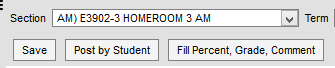 Section AM) E3902-3 HOMEROOM 3 AM Term
Save Post by Student Fill Percent, Grade, Comment